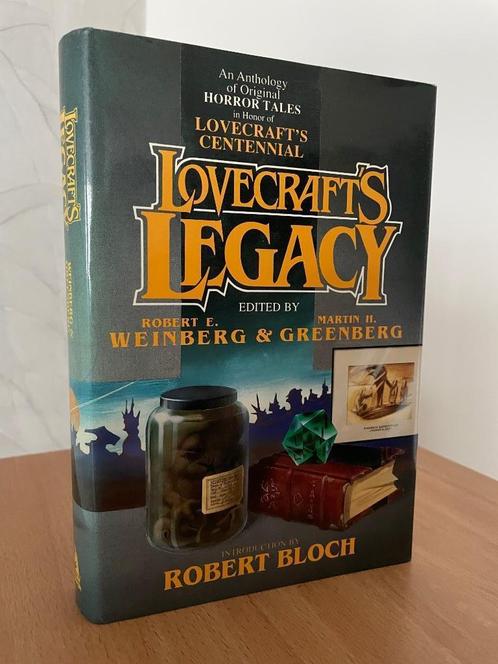 An Anthology
of Original
HORROR TALES
in Honor of
LOVECRAFT'S
CENTENNIAL
LOVECRAFT'S
LEGACY
EDITED BY
ROBERT E.
WEINBERG & GREENBERG
MARTIN H.
INTRODUCTION BY
ROBERT BLOCH
LOVECRAFT'S
LEGACY